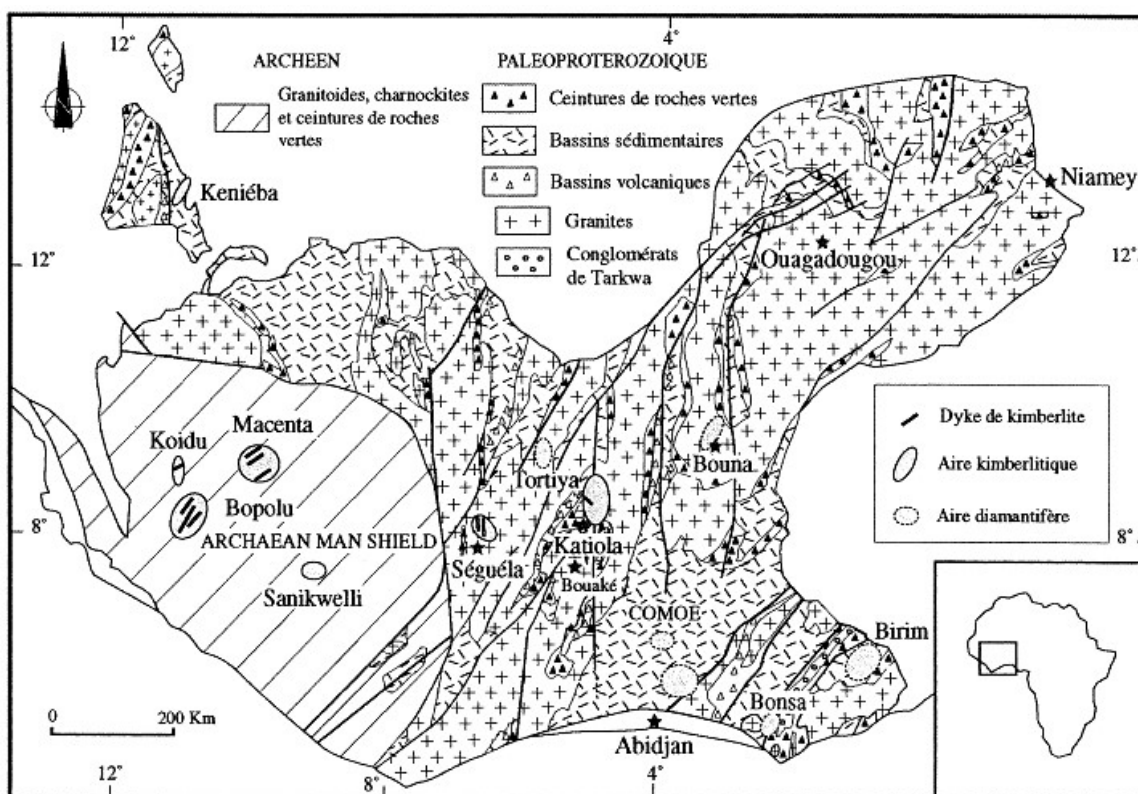 12°
4°
ARCHEEN
Granitoides, charnockites
et ceintures de roches
vertes
PALEOPROTEROZOIQUE
Ceintures de roches vertes
Bassins sédimentaires
Bassins volcaniques
Granites
Conglomérats
de Tarkwa
Keniéba
Niamey
12°
12°
Ouagadougou
Koidu
Macenta
Bopolu
ARCHAEAN MAN SHIELD
Sanikwelli
8°
Tortiya
Bouna
Séguéla
Katiola
Bouaké
COMOE
Birim
Bonsa
Abidjan
Dyke de kimberlite
Aire kimberlitique
Aire diamantifère
8°
0
200 Km
12°
8°
4°